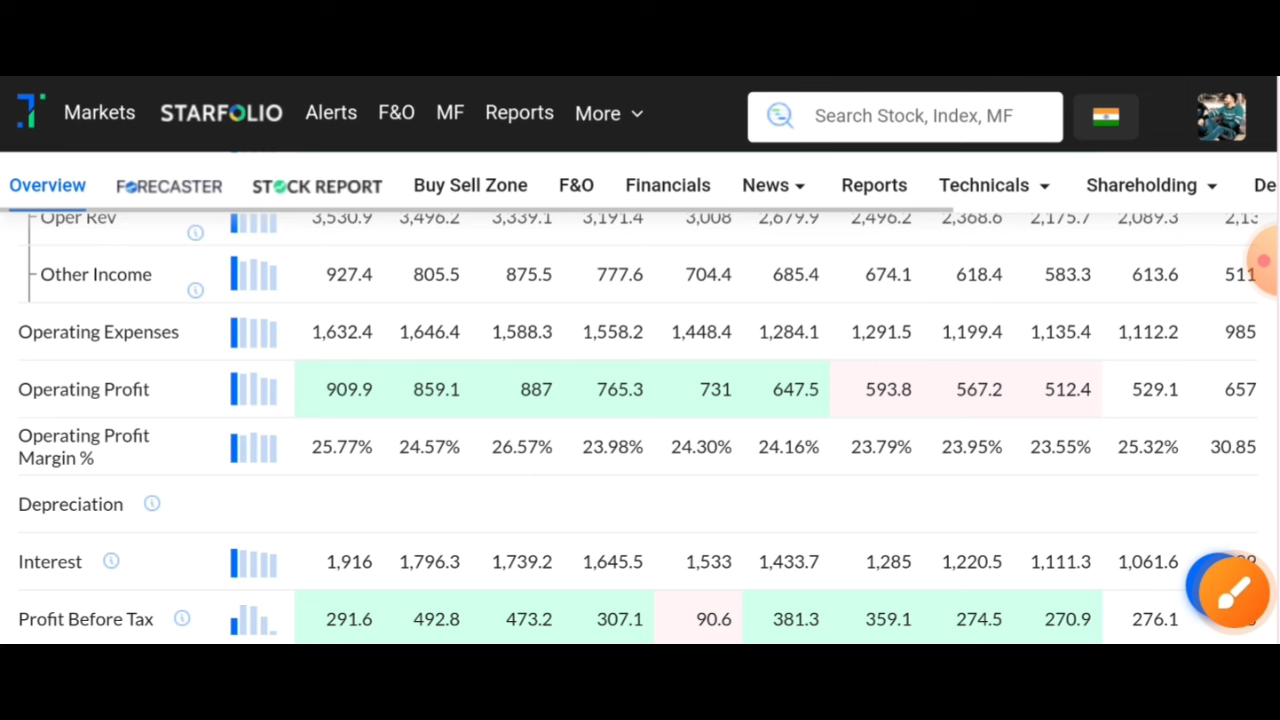 Markets STARFOLIO Alerts F&O MF Reports More Search Stock, Index, MF
Overview FORECASTER STOCK REPORT Buy Sell Zone F&O Financials News Reports Technicals Shareholding De
Oper Rev 3,530.9 3,496.2 3,339.1 3,191.4 3,008 2,679.9 2,496.2 2,368.6 2,175.7 2,089.3 2,13
Other Income 927.4 805.5 875.5 777.6 704.4 685.4 674.1 618.4 583.3 613.6 511
Operating Expenses 1,632.4 1,646.4 1,588.3 1,558.2 1,448.4 1,284.1 1,291.5 1,199.4 1,135.4 1,112.2 985
Operating Profit 909.9 859.1 887 765.3 731 647.5 593.8 567.2 512.4 529.1 657
Operating Profit
Margin % 25.77% 24.57% 26.57% 23.98% 24.30% 24.16% 23.79% 23.95% 23.55% 25.32% 30.85
Depreciation
Interest 1,916 1,796.3 1,739.2 1,645.5 1,533 1,433.7 1,285 1,220.5 1,111.3 1,061.6
Profit Before Tax 291.6 492.8 473.2 307.1 90.6 381.3 359.1 274.5 270.9 276.1